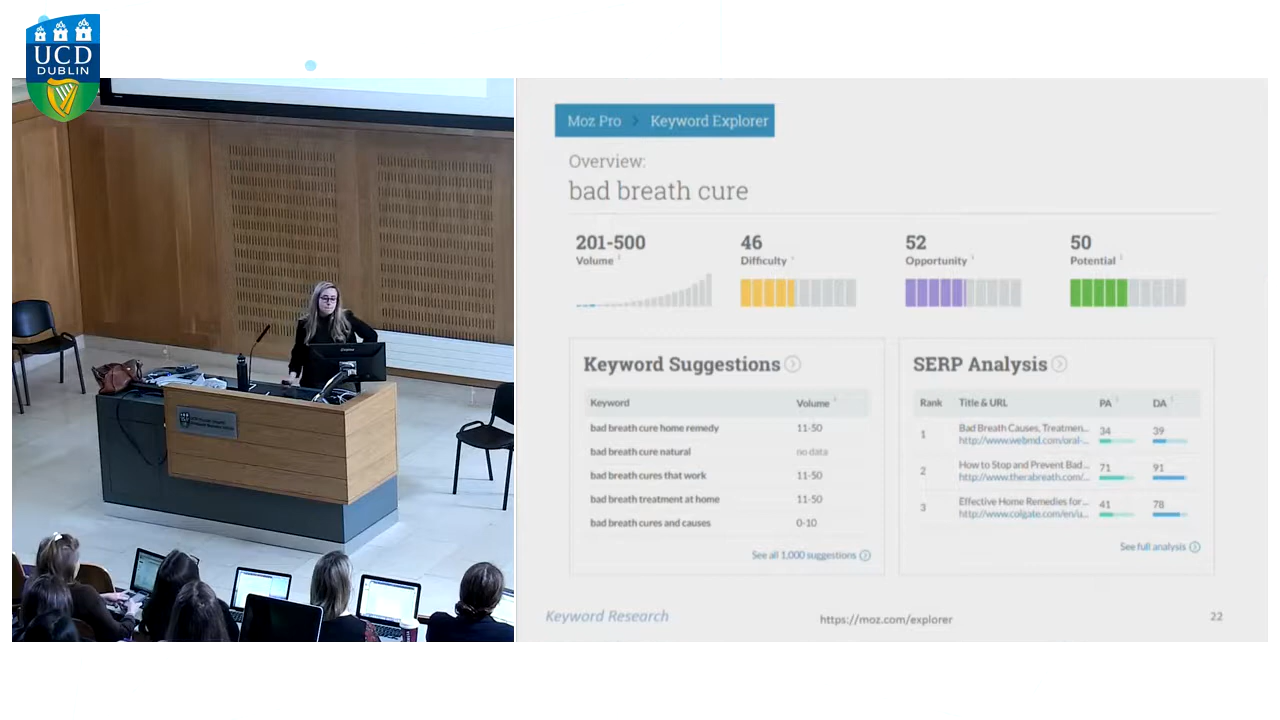 UCD
DUBLIN
Moz Pro > Keyword Explorer
Overview:
bad breath cure
201-500
Volume
46
Difficulty
52
Opportunity
50
Potential
Keyword Suggestions
Keyword Volume
bad breath cure home remedy 11-50
bad breath cure natural no data
bad breath cures that work 11-50
bad breath treatment at home 11-50
bad breath cures and causes 0-10
See all 1,000 suggestions
SERP Analysis
Rank Title & URL PA DA
1 Bad Breath Causes, Treatmen... 34 39
http://www.webmd.com/oral-...
2 How to Stop and Prevent Bad... 71 91
http://www.therabreath.com/...
3 Effective Home Remedies for... 41 78
http://www.colgate.com/en/u...
See full analysis
Keyword Research
https://moz.com/explorer
22